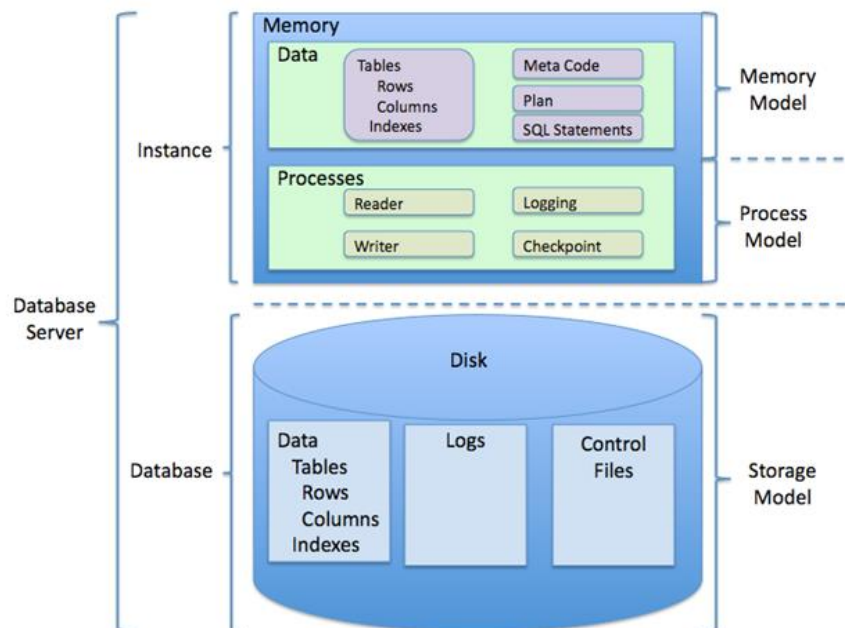 Memory
Data
Tables
Rows
Columns
Indexes
Meta Code
Plan
SQL Statements
Memory
Model
Instance
Processes
Reader
Logging
Writer
Checkpoint
Process
Model
Database
Server
Disk
Data
Tables
Rows
Columns
Indexes
Logs
Control
Files
Database
Storage
Model